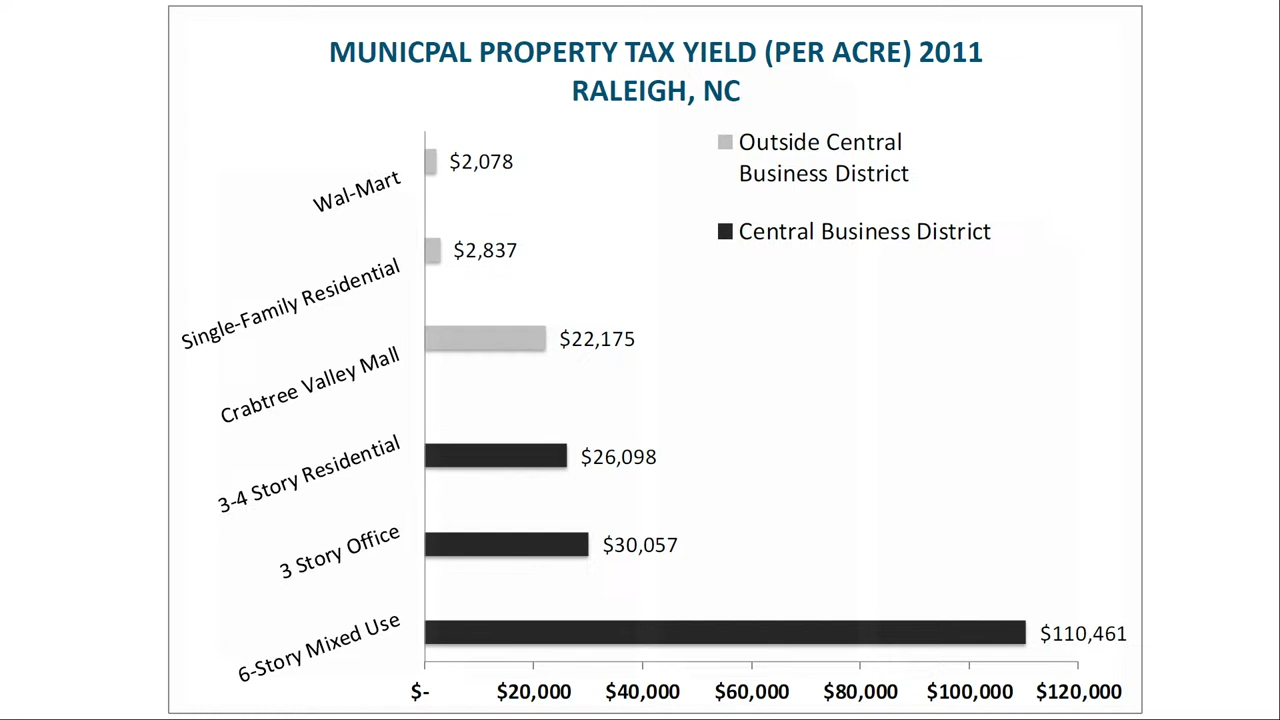 MUNICPAL PROPERTY TAX YIELD (PER ACRE) 2011
RALEIGH, NC
Outside Central
Business District
Central Business District
Wal-Mart
$2,078
Single-Family Residential
$2,837
Crabtree Valley Mall
$22,175
3-4 Story Residential
$26,098
3 Story Office
$30,057
6-Story Mixed Use
$110,461
$- $20,000 $40,000 $60,000 $80,000 $100,000 $120,000